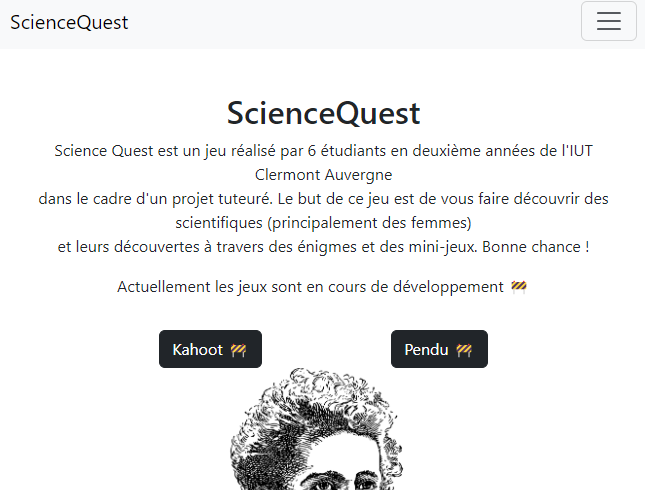 ScienceQuest
ScienceQuest
Science Quest est un jeu réalisé par 6 étudiants en deuxième années de l'IUT
Clermont Auvergne
dans le cadre d'un projet tuteuré. Le but de ce jeu est de vous faire découvrir des
scientifiques (principalement des femmes)
et leurs découvertes à travers des énigmes et des mini-jeux. Bonne chance !
Actuellement les jeux sont en cours de développement 🚧
Kahoot 🚧
Pendu 🚧